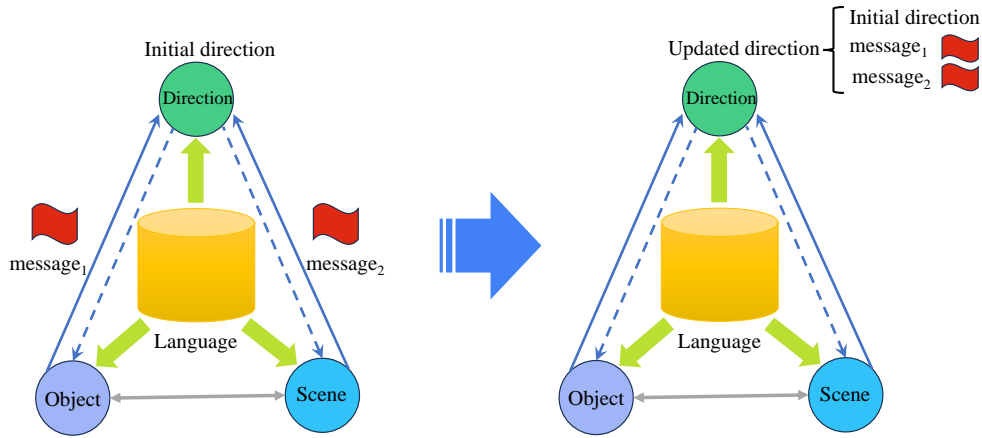 Initial direction
Direction
message₁
message₂
Language
Object
Scene
Updated direction
Initial direction
message₁
message₂
Direction
Language
Object
Scene